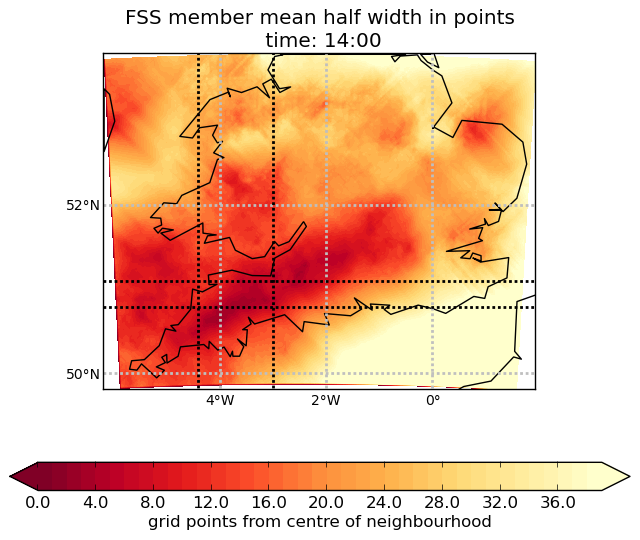 FSS member mean half width in points
time: 14:00
52°N
50°N
4°W 2°W 0°
0.0 4.0 8.0 12.0 16.0 20.0 24.0 28.0 32.0 36.0
grid points from centre of neighbourhood